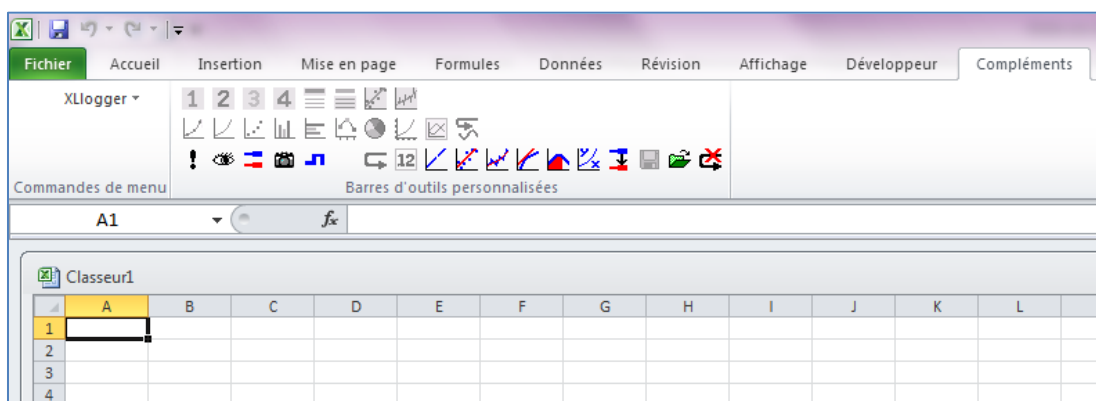 Fichier Accueil Insertion Mise en page Formules Données Révision Affichage Développeur Compléments
XLlogger 1 2 3 4
! 12 y x
Commandes de menu Barres d'outils personnalisées
A1 fx
Classeur1
A B C D E F G H I J K L
1
2
3
4